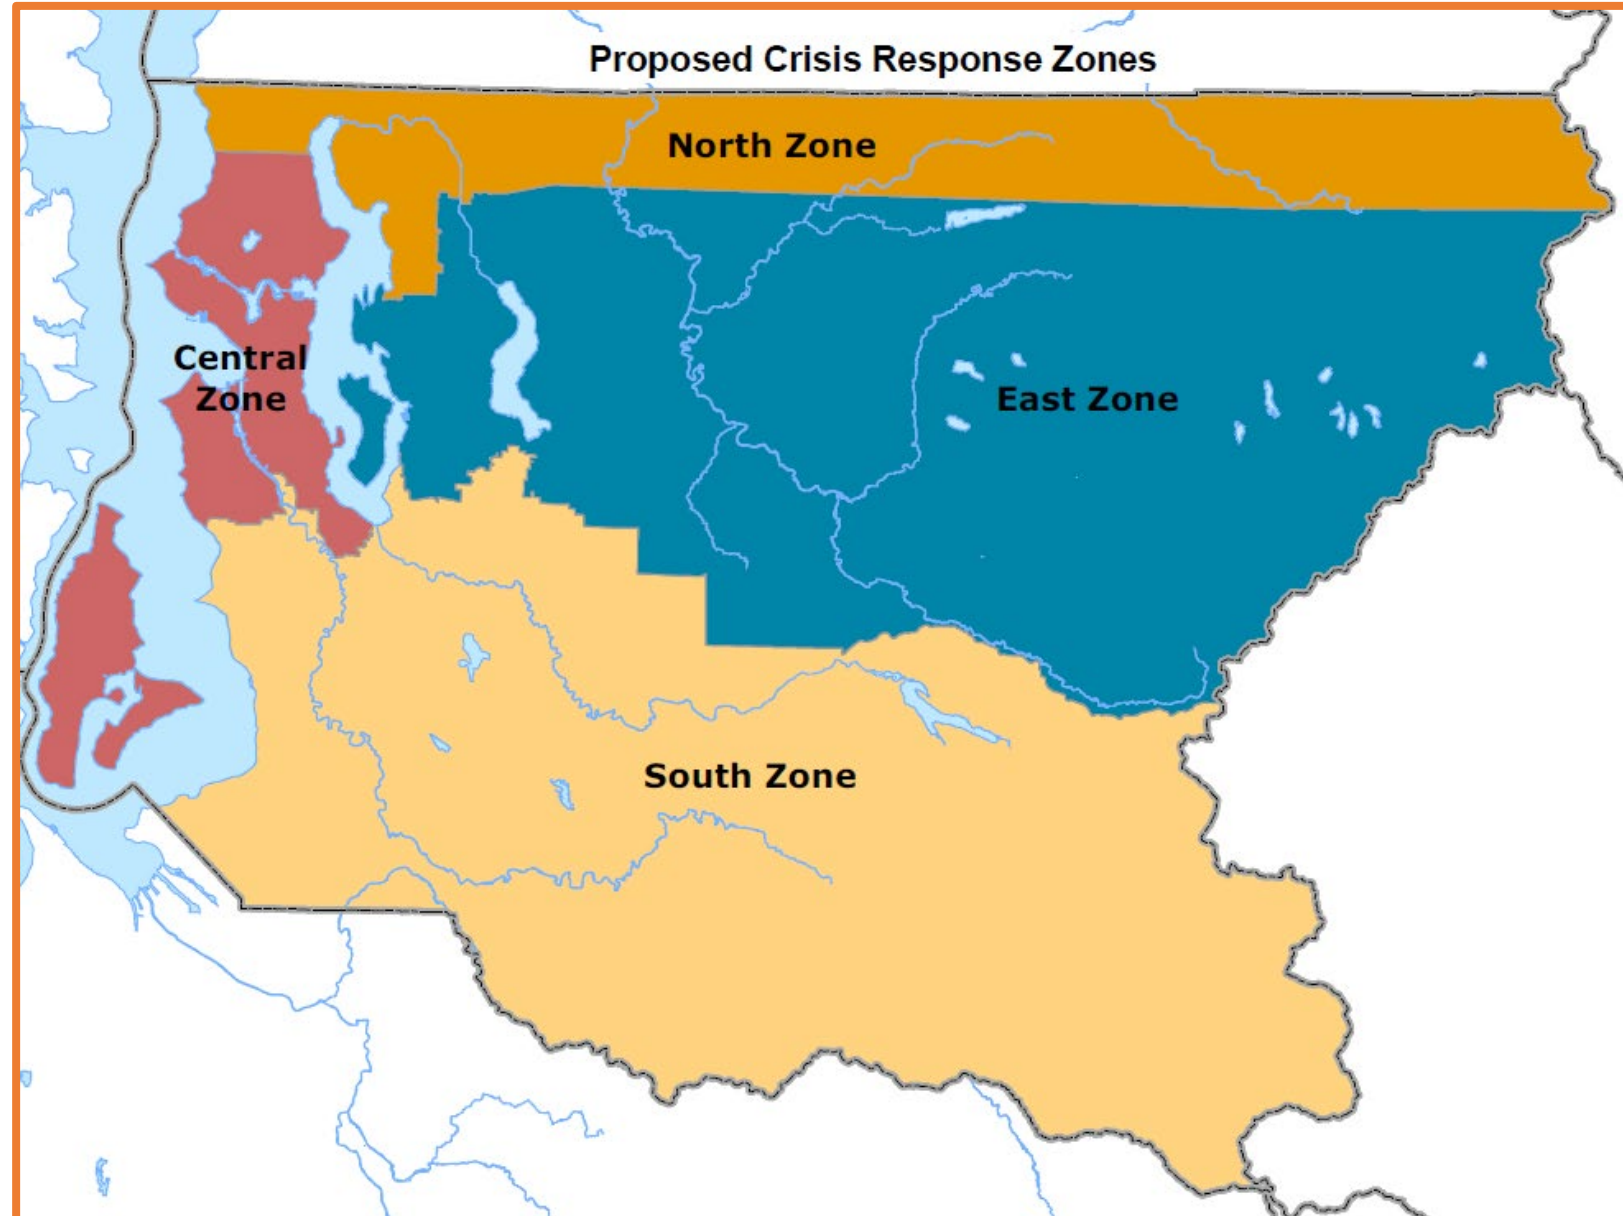 Proposed Crisis Response Zones
North Zone
Central
Zone
East Zone
South Zone